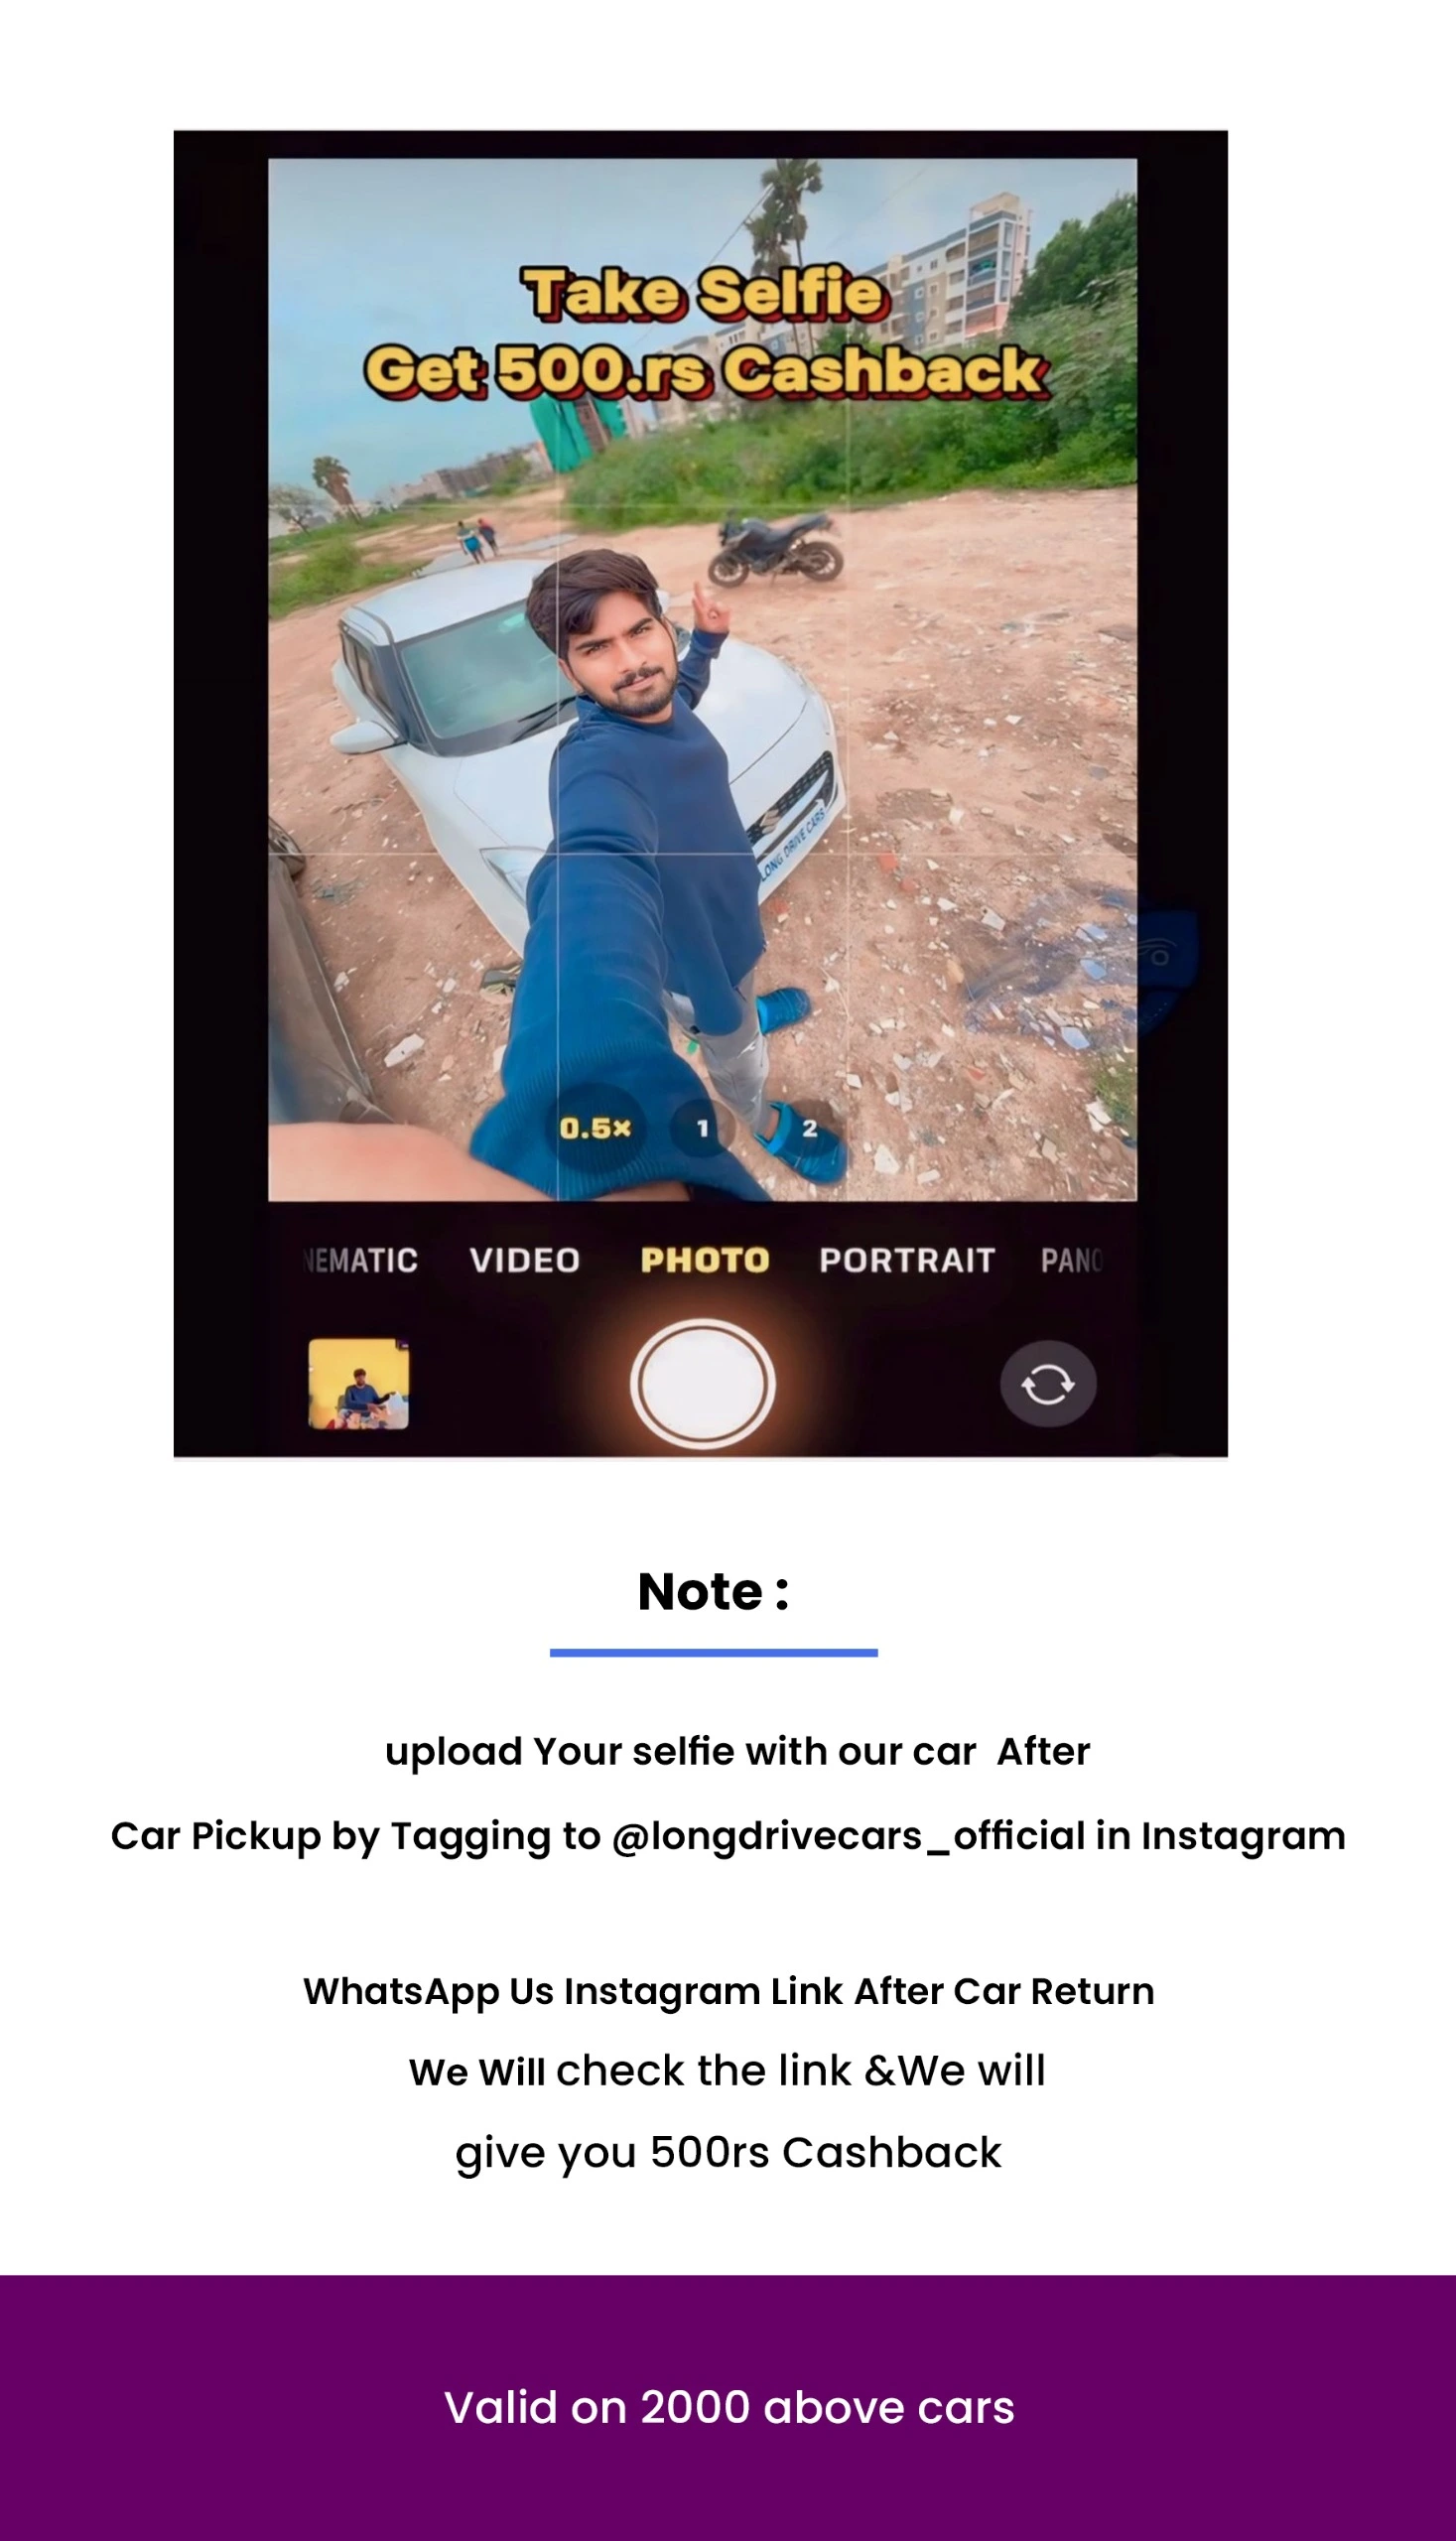 Take Selfie
Get 500.rs Cashback
LONG DRIVE CARS
0.5×
1
2
NEMATIC VIDEO PHOTO PORTRAIT PANO
Note :
upload Your selfie with our car After
Car Pickup by Tagging to @longdrivecars_official in Instagram
WhatsApp Us Instagram Link After Car Return
We Will check the link &We will
give you 500rs Cashback
Valid on 2000 above cars